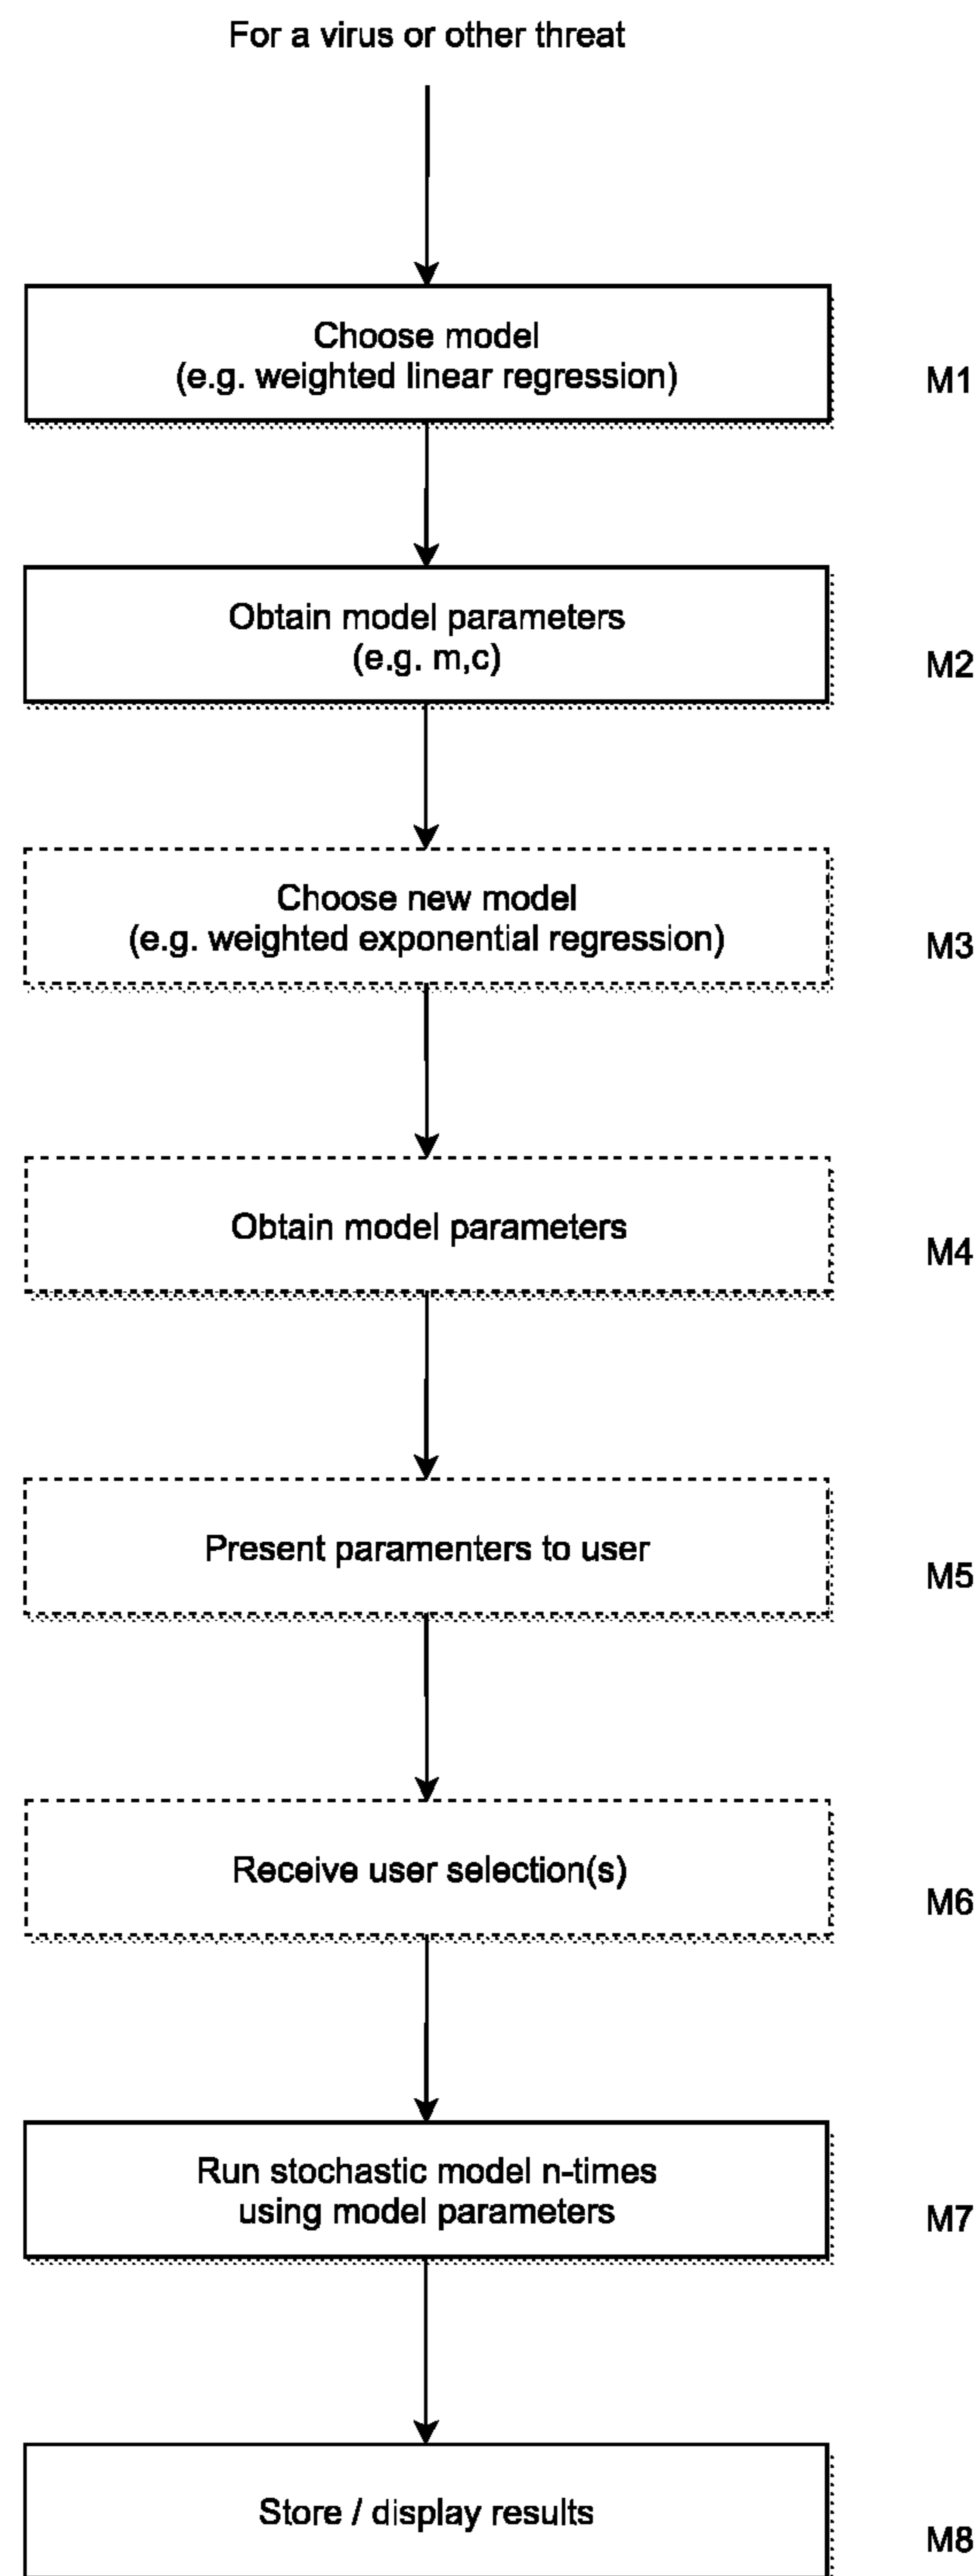 For a virus or other threat
Choose model
(e.g. weighted linear regression)
M1
Obtain model parameters
(e.g. m,c)
M2
Choose new model
(e.g. weighted exponential regression)
M3
Obtain model parameters
M4
Present paramenters to user
M5
Receive user selection(s)
M6
Run stochastic model n-times
using model parameters
M7
Store / display results
M8